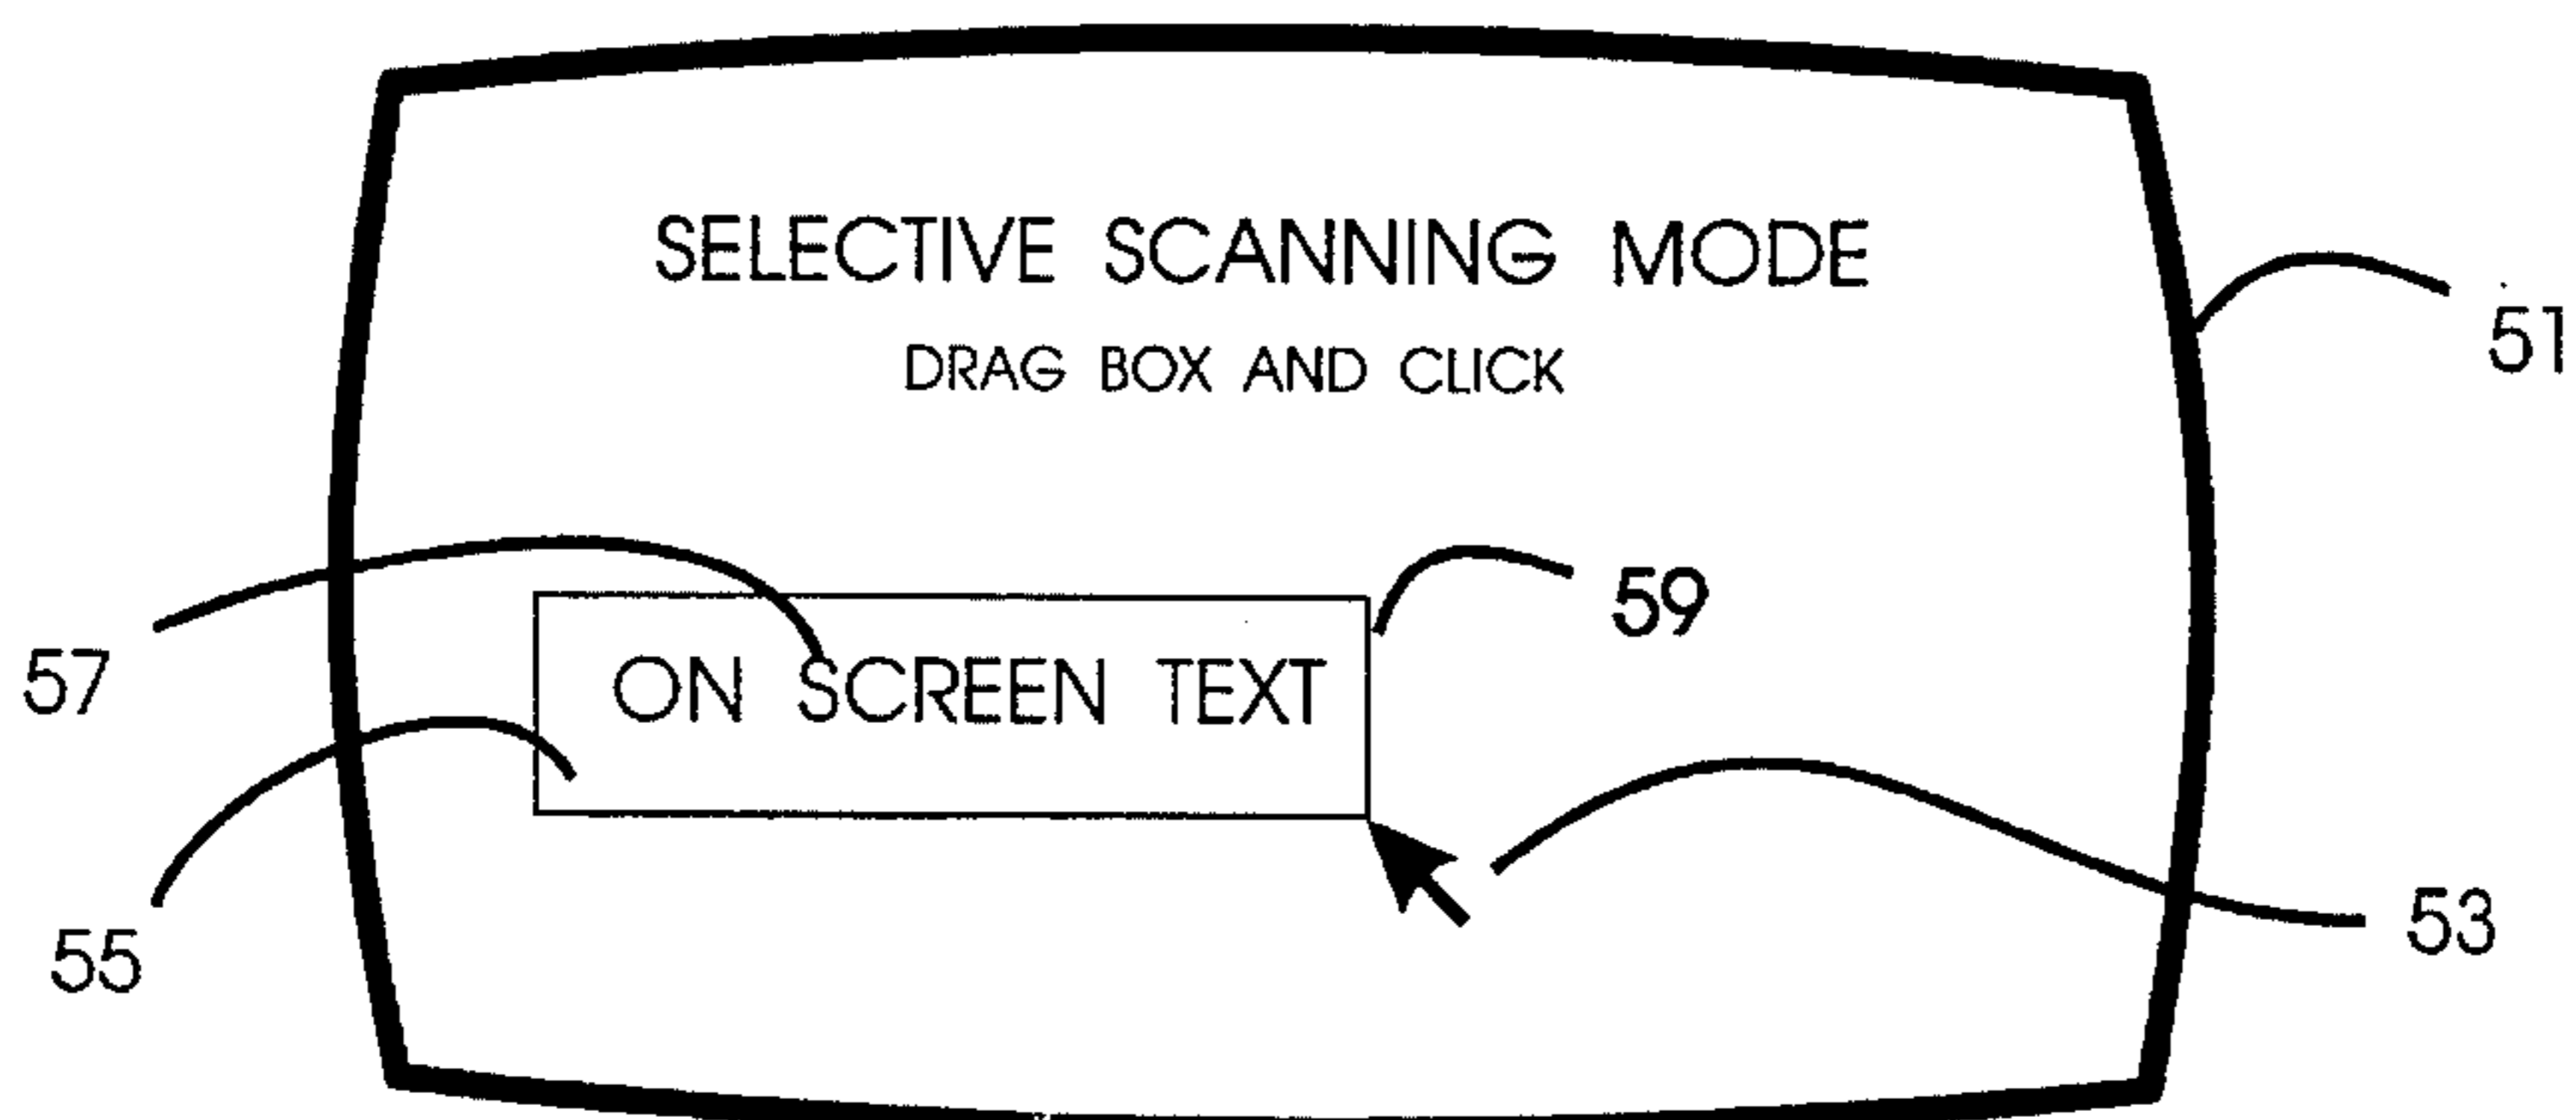 SELECTIVE SCANNING MODE
51
DRAG BOX AND CLICK
59
57
ON SCREEN TEXT
55
53